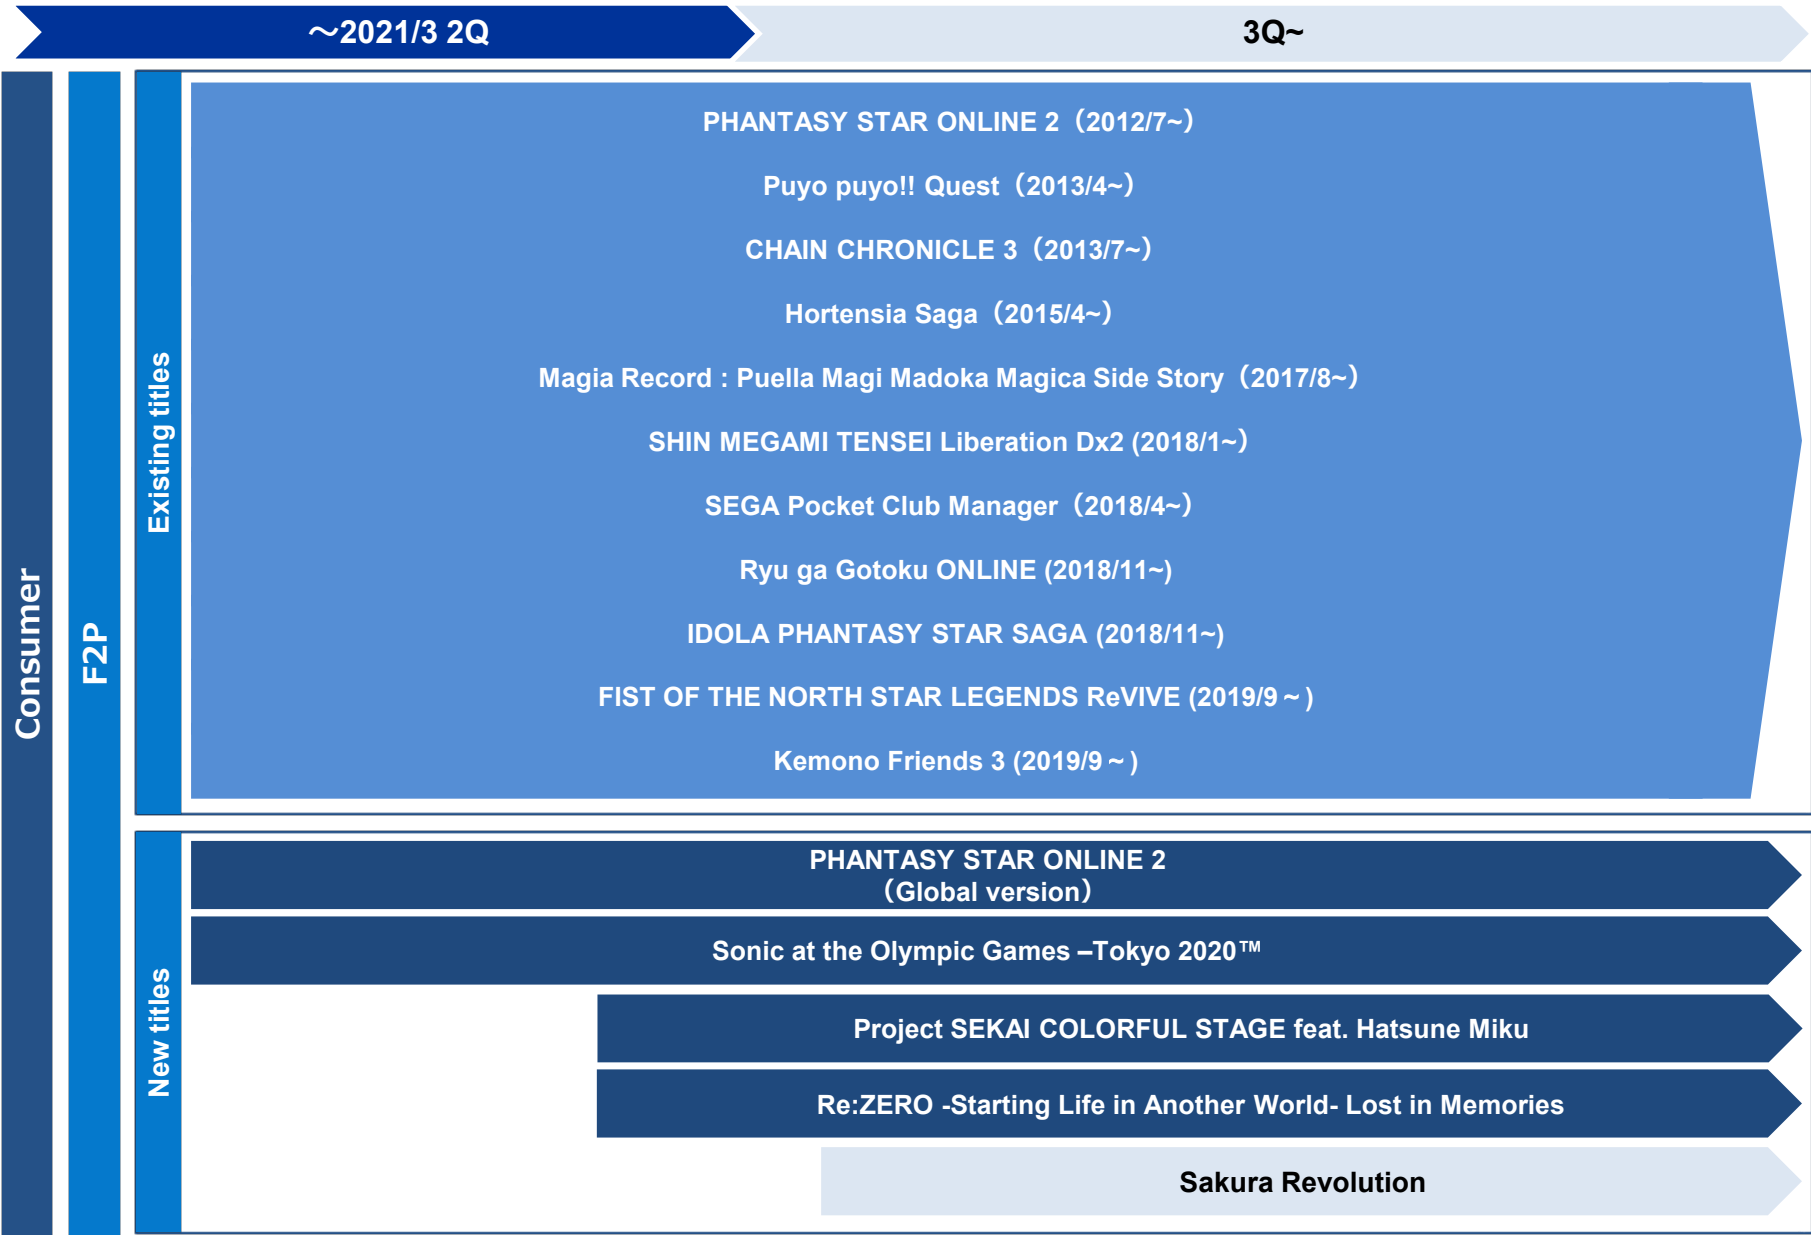 ～2021/3 2Q
3Q~
Consumer
F2P
Existing titles
PHANTASY STAR ONLINE 2（2012/7~）
Puyo puyo!! Quest（2013/4~）
CHAIN CHRONICLE 3（2013/7~）
Hortensia Saga（2015/4~）
Magia Record : Puella Magi Madoka Magica Side Story（2017/8~）
SHIN MEGAMI TENSEI Liberation Dx2 (2018/1~）
SEGA Pocket Club Manager（2018/4~）
Ryu ga Gotoku ONLINE (2018/11~)
IDOLA PHANTASY STAR SAGA (2018/11~)
FIST OF THE NORTH STAR LEGENDS ReVIVE (2019/9～)
Kemono Friends 3 (2019/9～)
New titles
PHANTASY STAR ONLINE 2
（Global version）
Sonic at the Olympic Games –Tokyo 2020™
Project SEKAI COLORFUL STAGE feat. Hatsune Miku
Re:ZERO -Starting Life in Another World- Lost in Memories
Sakura Revolution